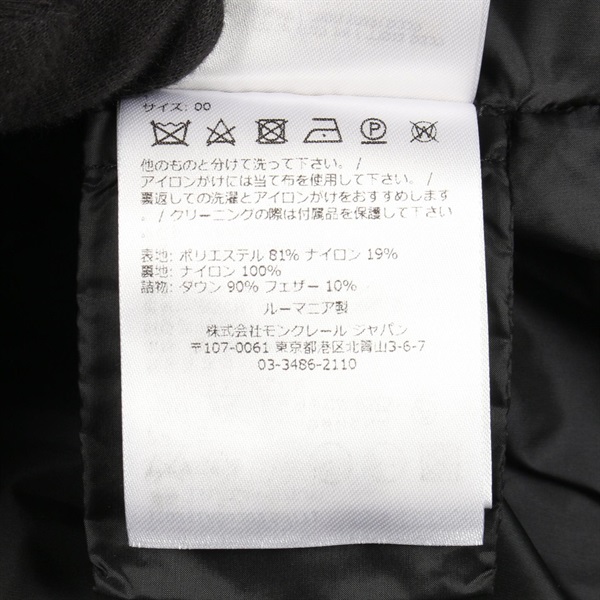 サイズ: 00
P
W
他のものと分けて洗って下さい。/
アイロンがけには当て布を使用して下さい。/
裏返しての洗濯とアイロンがけをおすすめします。
/ クリーニングの際は付属品を保護して下さい。
表地: ポリエステル 81% ナイロン 19%
裏地: ナイロン 100%
詰物: ダウン 90% フェザー 10%
ルーマニア製
株式会社モンクレール ジャパン
〒107-0061 東京都港区北青山3-6-7
03-3486-2110